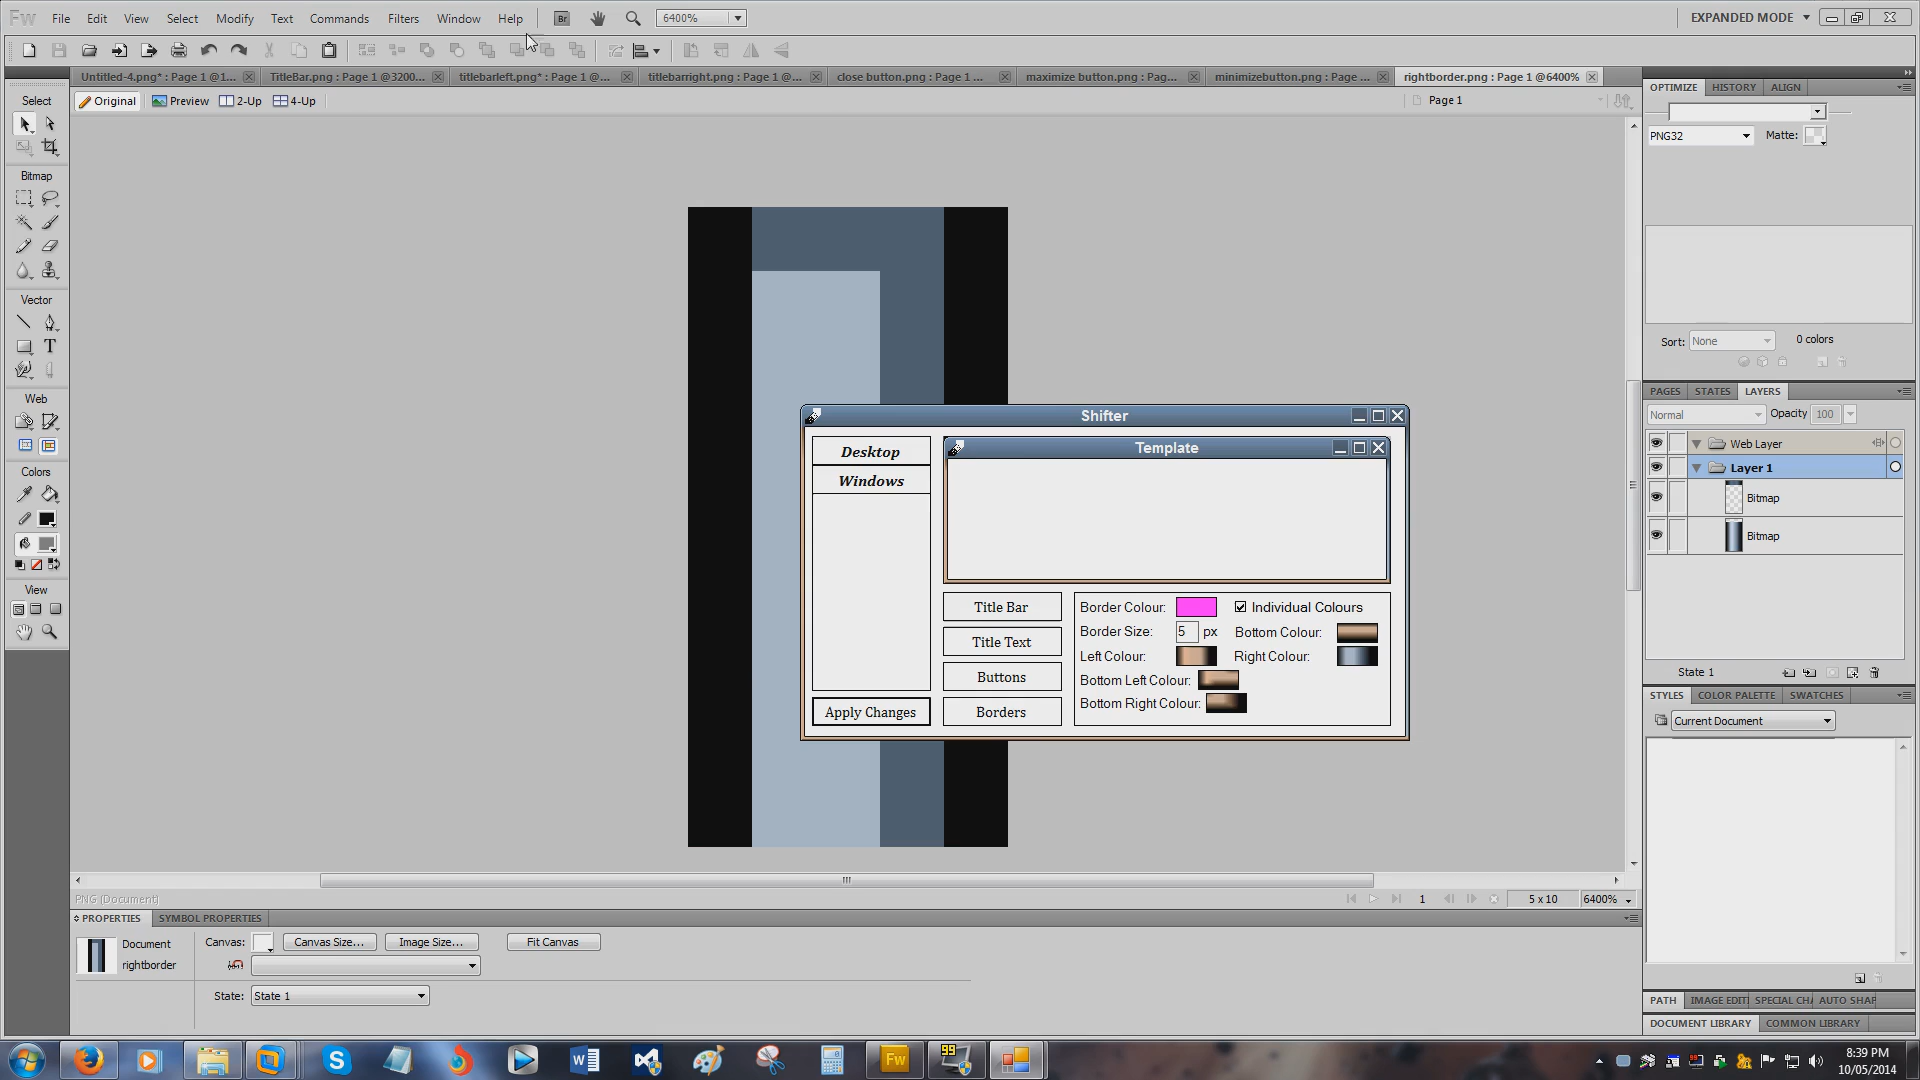 Fw File Edit View Select Modify Text Commands Filters Window Help Br 6400% EXPANDED MODE
Untitled-4.png* : Page 1 @1... TitleBar.png : Page 1 @3200... titlebarleft.png* : Page 1 @... titlebarright.png : Page 1 @... close button.png : Page 1 ... maximize button.png : Pag... minimizebutton.png : Page ... rightborder.png : Page 1 @6400%
Original Preview 2-Up 4-Up Page 1
OPTIMIZE HISTORY ALIGN
PNG32 Matte:
Sort: None 0 colors
PAGES STATES LAYERS
Normal Opacity 100
Web Layer
Layer 1
Bitmap
Bitmap
State 1
STYLES COLOR PALETTE SWATCHES
Current Document
PATH IMAGE EDITI SPECIAL CHA AUTO SHAP
DOCUMENT LIBRARY COMMON LIBRARY
Select
Bitmap
Vector
T
Web
Colors
View
Shifter
Desktop
Windows
Apply Changes
Template
Title Bar
Title Text
Buttons
Borders
Border Colour: Individual Colours
Border Size: 5 px Bottom Colour:
Left Colour: Right Colour:
Bottom Left Colour:
Bottom Right Colour:
PNG (Document) 1 5 x 10 6400%
PROPERTIES SYMBOL PROPERTIES
Document
rightborder
Canvas: Canvas Size... Image Size... Fit Canvas
State: State 1
S W Fw 99
8:39 PM
10/05/2014